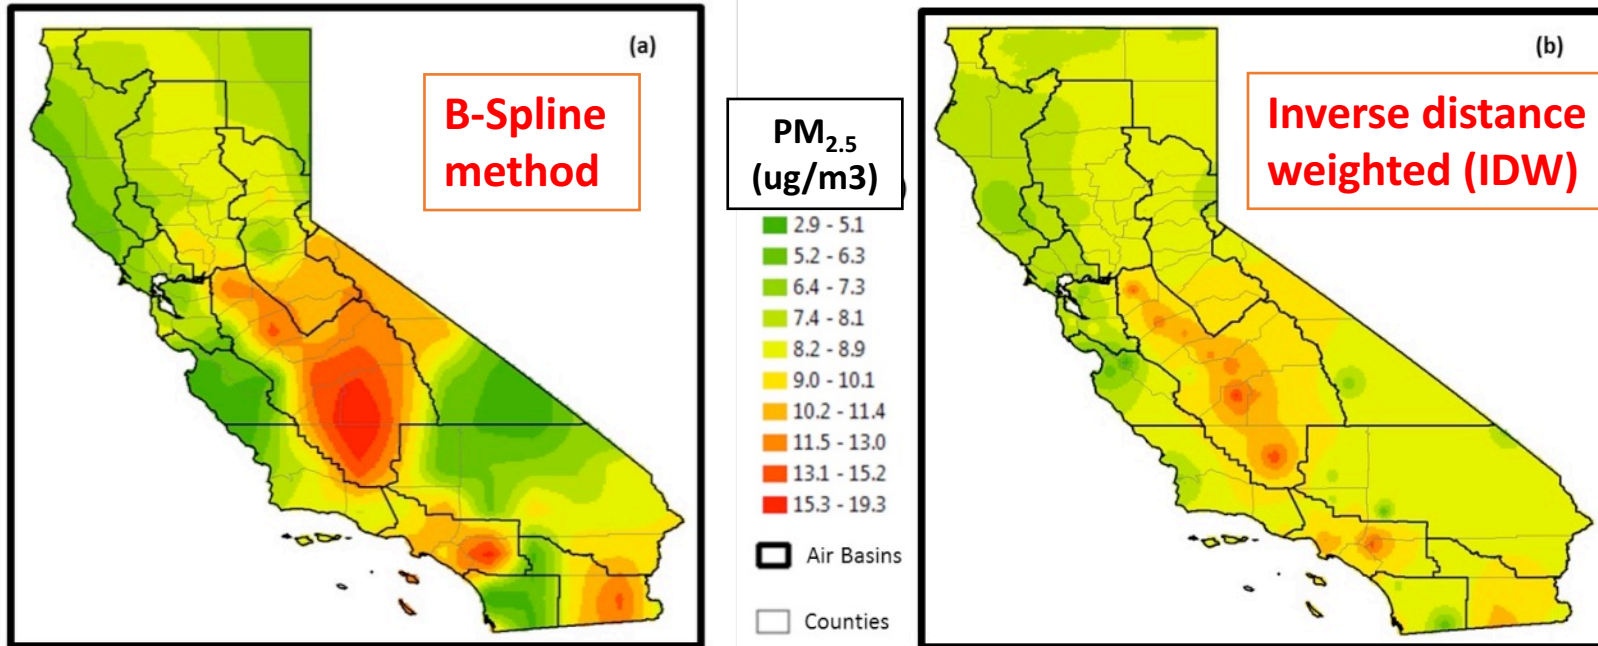 (a)
B-Spline
method
PM2.5
(ug/m3)
)
2.9 - 5.1
5.2 - 6.3
6.4 - 7.3
7.4 - 8.1
8.2 - 8.9
9.0 - 10.1
10.2 - 11.4
11.5 - 13.0
13.1 - 15.2
15.3 - 19.3
Air Basins
Counties
(b)
Inverse distance
weighted (IDW)